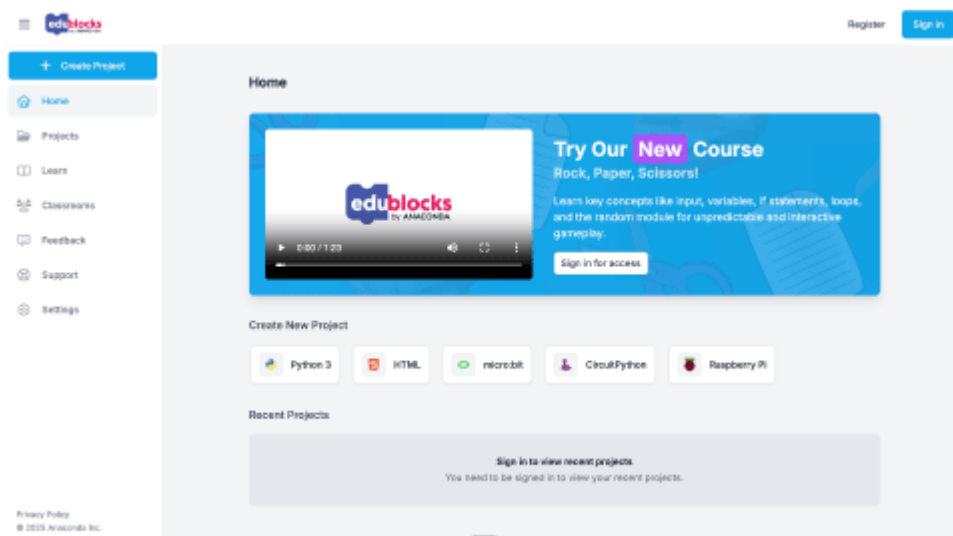 edublocks
by ANACONDA
Register
Sign in
+ Create Project
Home
Projects
Learn
Classrooms
Feedback
Support
Settings
Privacy Policy
© 2025 Anaconda Inc.
Home
edublocks
by ANACONDA
0:00 / 1:23
Try Our New Course
Rock, Paper, Scissors!
Learn key concepts like input, variables, if statements, loops,
and the random module for unpredictable and interactive
gameplay.
Sign in for access
Create New Project
Python 3
HTML
micro:bit
CircuitPython
Raspberry Pi
Recent Projects
Sign in to view recent projects
You need to be signed in to view your recent projects.